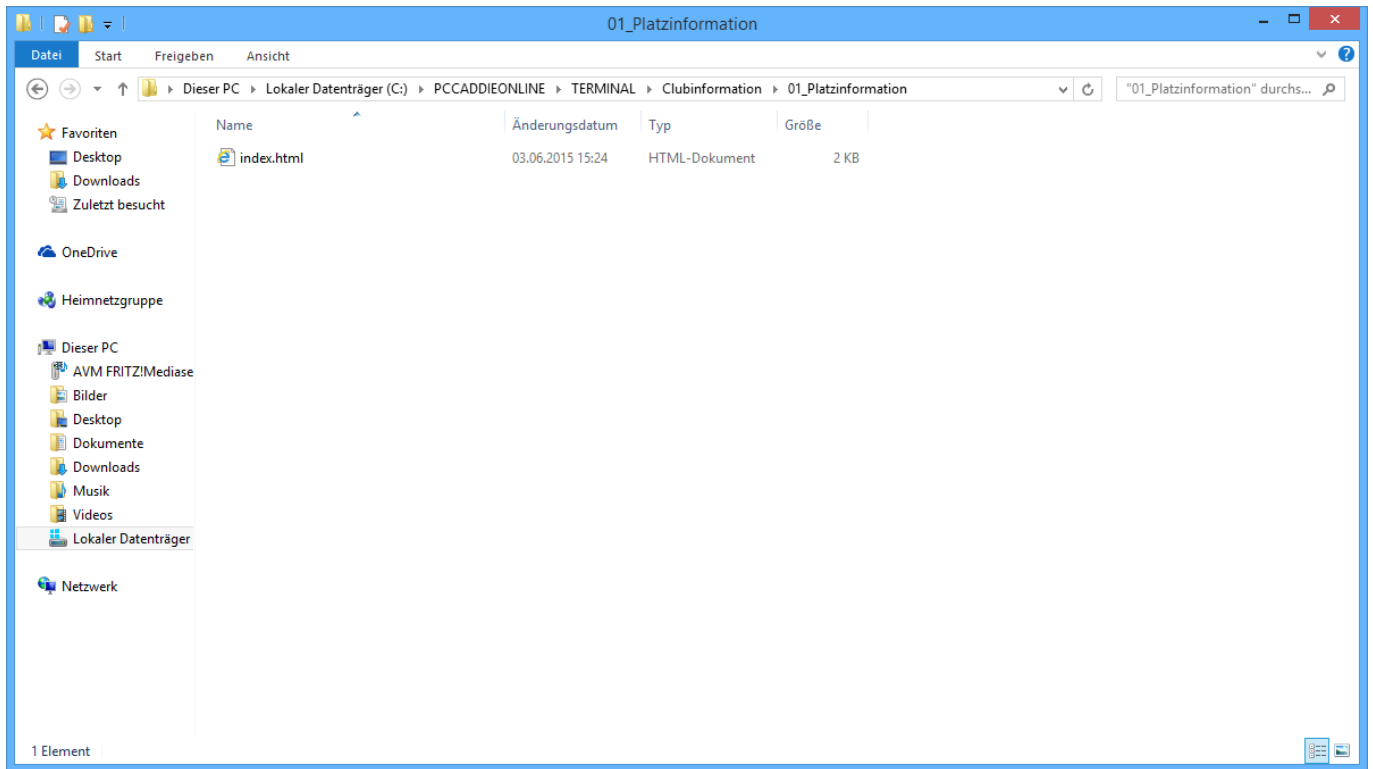 01_Platzinformation
Datei Start Freigeben Ansicht
Dieser PC Lokaler Datenträger (C:) PCCADDIEONLINE TERMINAL Clubinformation 01_Platzinformation "01_Platzinformation" durchs...
Name Änderungsdatum Typ Größe
index.html 03.06.2015 15:24 HTML-Dokument 2 KB
Favoriten
Desktop
Downloads
Zuletzt besucht
OneDrive
Heimnetzgruppe
Dieser PC
AVM FRITZ!Mediase
Bilder
Desktop
Dokumente
Downloads
Musik
Videos
Lokaler Datenträger
Netzwerk
1 Element